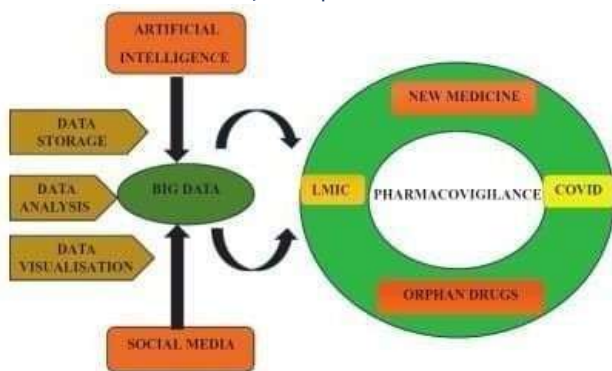 ARTIFICIAL
INTELLIGENCE
DATA
STORAGE
DATA
ANALYSIS
DATA
VISUALISATION
BIG DATA
SOCIAL MEDIA
NEW MEDICINE
LMIC
PHARMACOVIGILANCE
COVID
ORPHAN DRUGS